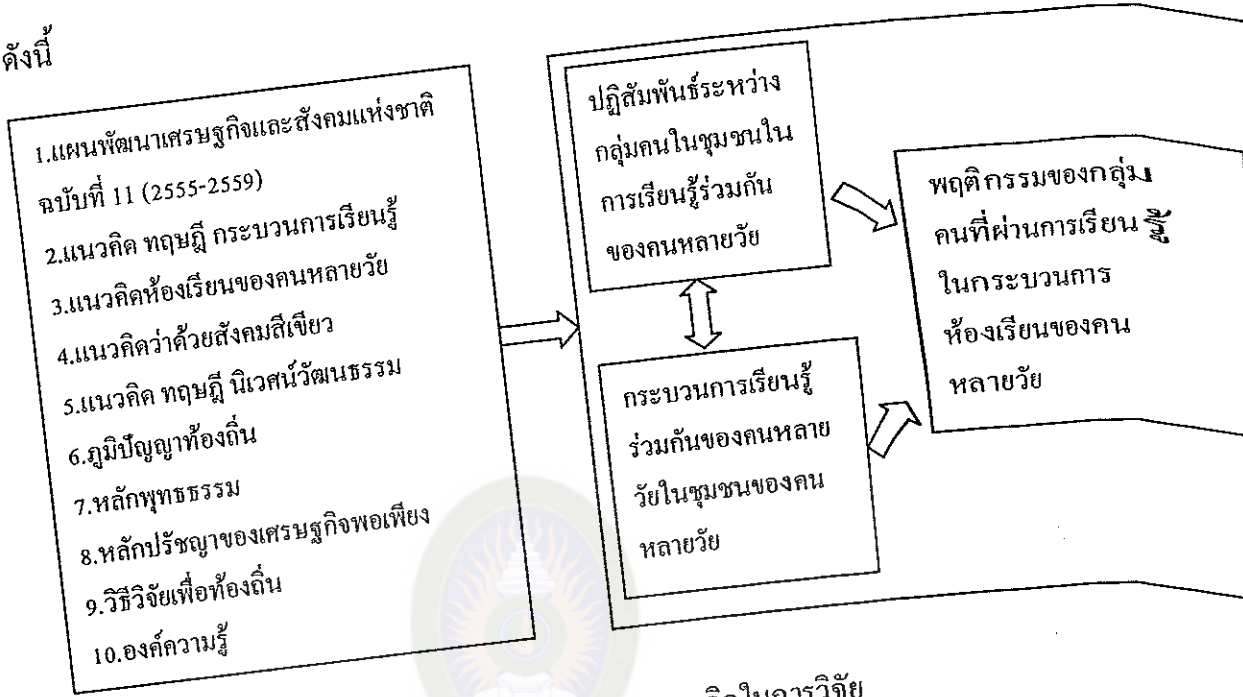 ดังนี้
1.แผนพัฒนาเศรษฐกิจและสังคมแห่งชาติ
ฉบับที่ 11 (2555-2559)
2.แนวคิด ทฤษฎี กระบวนการเรียนรู้
3.แนวคิดห้องเรียนของคนหลายวัย
4.แนวคิดว่าด้วยสังคมสีเขียว
5.แนวคิด ทฤษฎี นิเวศน์วัฒนธรรม
6.ภูมิปัญญาท้องถิ่น
7.หลักพุทธธรรม
8.หลักปรัชญาของเศรษฐกิจพอเพียง
9.วิธีวิจัยเพื่อท้องถิ่น
10.องค์ความรู้
ปฏิสัมพันธ์ระหว่าง
กลุ่มคนในชุมชนใน
การเรียนรู้ร่วมกัน
ของคนหลายวัย
กระบวนการเรียนรู้
ร่วมกันของคนหลาย
วัยในชุมชนของคน
หลายวัย
พฤติกรรมของกลุ่ม
คนที่ผ่านการเรียน
ในกระบวนการ
ห้องเรียนของคน
หลายวัย
ในการวิจัย